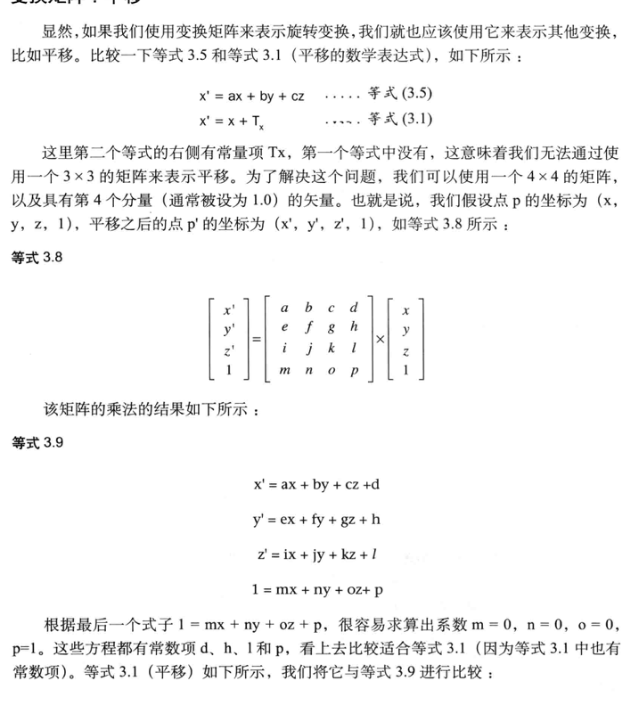 显然,如果我们使用变换矩阵来表示旋转变换,我们就也应该使用它来表示其他变换,
比如平移。比较一下等式 3.5 和等式 3.1(平移的数学表达式),如下所示:
x' = ax + by + cz ..... 等式 (3.5)
x' = x + Tx ..... 等式 (3.1)
这里第二个等式的右侧有常量项 Tx,第一个等式中没有,这意味着我们无法通过使
用一个 3×3 的矩阵来表示平移。为了解决这个问题,我们可以使用一个 4×4 的矩阵,
以及具有第 4 个分量(通常被设为 1.0)的矢量。也就是说,我们假设点 p 的坐标为(x,
y,z,1),平移之后的点 p' 的坐标为(x',y',z',1),如等式 3.8 所示:
等式 3.8
x' a b c d x
y' e f g h y
z' = i j k l × z
1 m n o p 1
该矩阵的乘法的结果如下所示:
等式 3.9
x' = ax + by + cz +d
y' = ex + fy + gz + h
z' = ix + jy + kz + l
1 = mx + ny + oz+ p
根据最后一个式子 1 = mx + ny + oz + p,很容易求算出系数 m = 0,n = 0,o = 0,
p=1。这些方程都有常数项 d、h、l 和 p,看上去比较适合等式 3.1(因为等式 3.1 中也有
常数项)。等式 3.1(平移)如下所示,我们将它与等式 3.9 进行比较: